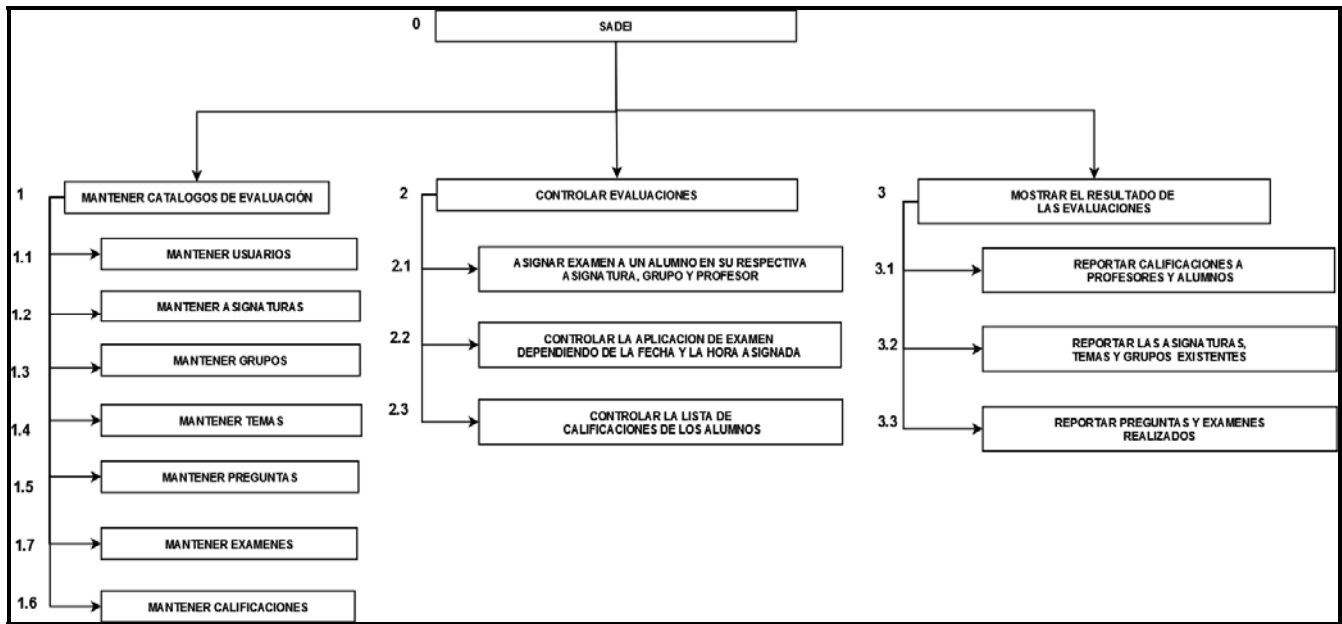 0
SADEI
1
MANTENER CATALOGOS DE EVALUACIÓN
1.1
MANTENER USUARIOS
1.2
MANTENER ASIGNATURAS
1.3
MANTENER GRUPOS
1.4
MANTENER TEMAS
1.5
MANTENER PREGUNTAS
1.7
MANTENER EXAMENES
1.6
MANTENER CALIFICACIONES
2
CONTROLAR EVALUACIONES
2.1
ASIGNAR EXAMEN A UN ALUMNO EN SU RESPECTIVA
ASIGNATURA, GRUPO Y PROFESOR
2.2
CONTROLAR LA APLICACION DE EXAMEN
DEPENDIENDO DE LA FECHA Y LA HORA ASIGNADA
2.3
CONTROLAR LA LISTA DE
CALIFICACIONES DE LOS ALUMNOS
3
MOSTRAR EL RESULTADO DE
LAS EVALUACIONES
3.1
REPORTAR CALIFICACIONES A
PROFESORES Y ALUMNOS
3.2
REPORTAR LAS ASIGNATURAS,
TEMAS Y GRUPOS EXISTENTES
3.3
REPORTAR PREGUNTAS Y EXAMENES
REALIZADOS